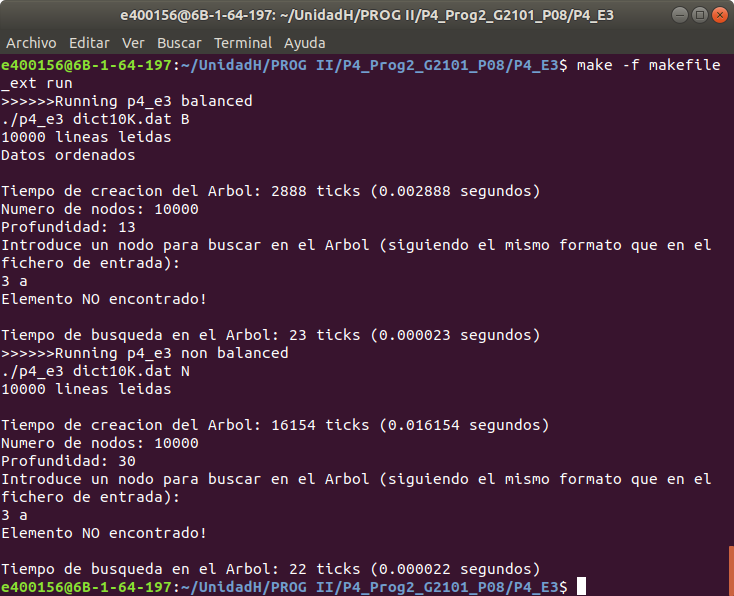 e400156@6B-1-64-197: ~/UnidadH/PROG II/P4_Prog2_G2101_P08/P4_E3
Archivo Editar Ver Buscar Terminal Ayuda
e400156@6B-1-64-197:~/UnidadH/PROG II/P4_Prog2_G2101_P08/P4_E3$ make -f makefile
_ext run
>>>>>>Running p4_e3 balanced
./p4_e3 dict10K.dat B
10000 lineas leidas
Datos ordenados
Tiempo de creacion del Arbol: 2888 ticks (0.002888 segundos)
Numero de nodos: 10000
Profundidad: 13
Introduce un nodo para buscar en el Arbol (siguiendo el mismo formato que en el
fichero de entrada):
3 a
Elemento NO encontrado!
Tiempo de busqueda en el Arbol: 23 ticks (0.000023 segundos)
>>>>>>Running p4_e3 non balanced
./p4_e3 dict10K.dat N
10000 lineas leidas
Tiempo de creacion del Arbol: 16154 ticks (0.016154 segundos)
Numero de nodos: 10000
Profundidad: 30
Introduce un nodo para buscar en el Arbol (siguiendo el mismo formato que en el
fichero de entrada):
3 a
Elemento NO encontrado!
Tiempo de busqueda en el Arbol: 22 ticks (0.000022 segundos)
e400156@6B-1-64-197:~/UnidadH/PROG II/P4_Prog2_G2101_P08/P4_E3$